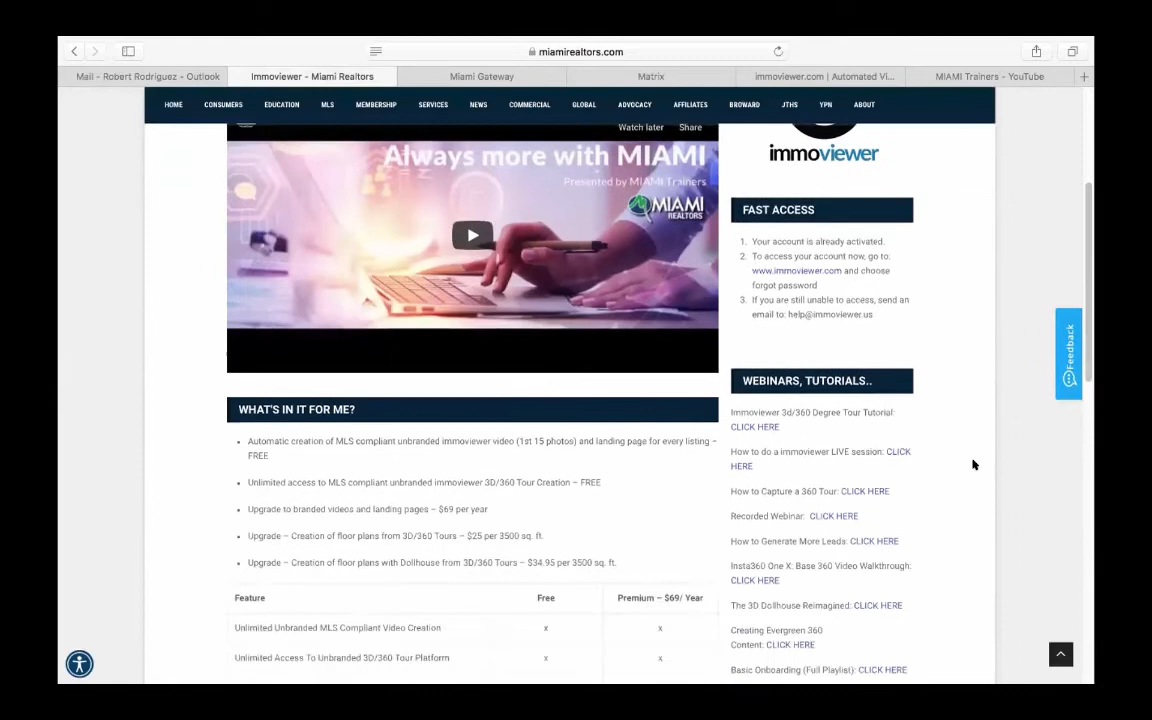 miamirealtors.com
Mail - Robert Rodriguez - Outlook
Immoviewer - Miami Realtors
Miami Gateway
Matrix
immoviewer.com | Automated Vi...
MIAMI Trainers - YouTube
HOME CONSUMERS EDUCATION MLS MEMBERSHIP SERVICES NEWS COMMERCIAL GLOBAL ADVOCACY AFFILIATES BROWARD JTHS YPN ABOUT
Watch later Share
Always more with MIAMI
Presented by MIAMI Trainers
MIAMI
REALTORS
WHAT'S IN IT FOR ME?
• Automatic creation of MLS compliant unbranded immoviewer video (1st 15 photos) and landing page for every listing –
FREE
• Unlimited access to MLS compliant unbranded immoviewer 3D/360 Tour Creation – FREE
• Upgrade to branded videos and landing pages – $69 per year
• Upgrade – Creation of floor plans from 3D/360 Tours – $25 per 3500 sq. ft.
• Upgrade – Creation of floor plans with Dollhouse from 3D/360 Tours – $34.95 per 3500 sq. ft.
Feature Free Premium – $69/ Year
Unlimited Unbranded MLS Compliant Video Creation x x
Unlimited Access To Unbranded 3D/360 Tour Platform x x
immoviewer
FAST ACCESS
1. Your account is already activated.
2. To access your account now, go to:
www.immoviewer.com and choose
forgot password
3. If you are still unable to access, send an
email to: help@immoviewer.us
WEBINARS, TUTORIALS..
Immoviewer 3d/360 Degree Tour Tutorial:
CLICK HERE
How to do a immoviewer LIVE session: CLICK
HERE
How to Capture a 360 Tour: CLICK HERE
Recorded Webinar: CLICK HERE
How to Generate More Leads: CLICK HERE
Insta360 One X: Base 360 Video Walkthrough:
CLICK HERE
The 3D Dollhouse Reimagined: CLICK HERE
Creating Evergreen 360
Content: CLICK HERE
Basic Onboarding (Full Playlist): CLICK HERE
Feedback